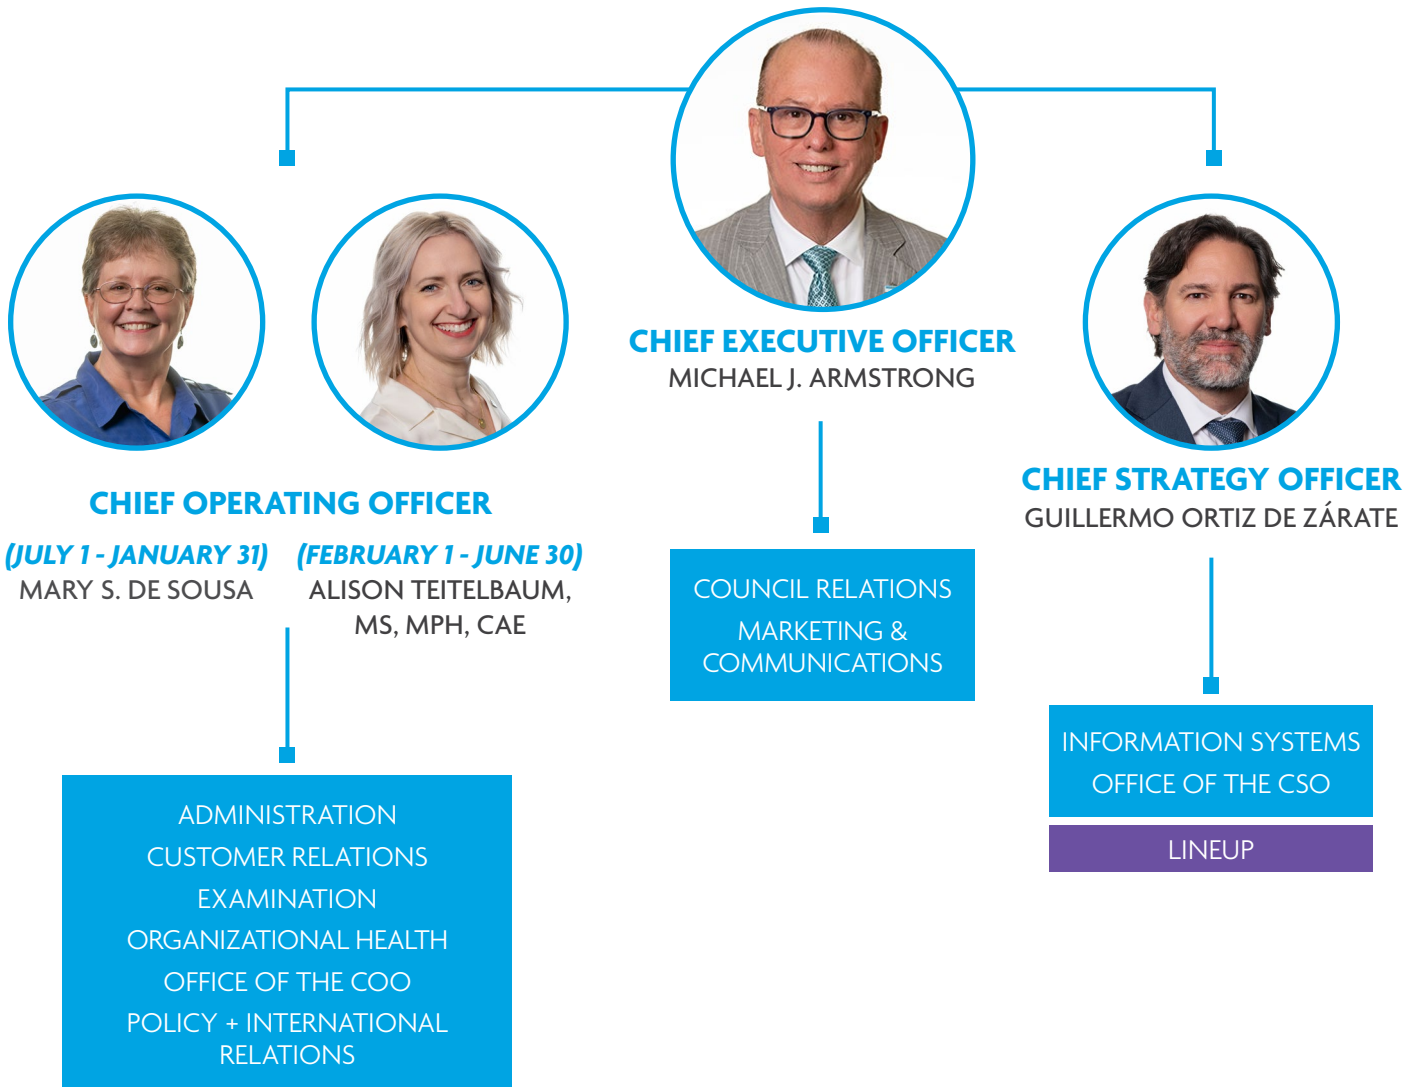 CHIEF EXECUTIVE OFFICER
MICHAEL J. ARMSTRONG
COUNCIL RELATIONS
MARKETING &
COMMUNICATIONS
CHIEF OPERATING OFFICER
(JULY 1 - JANUARY 31)
MARY S. DE SOUSA
(FEBRUARY 1 - JUNE 30)
ALISON TEITELBAUM,
MS, MPH, CAE
ADMINISTRATION
CUSTOMER RELATIONS
EXAMINATION
ORGANIZATIONAL HEALTH
OFFICE OF THE COO
POLICY + INTERNATIONAL
RELATIONS
CHIEF STRATEGY OFFICER
GUILLERMO ORTIZ DE ZÁRATE
INFORMATION SYSTEMS
OFFICE OF THE CSO
LINEUP